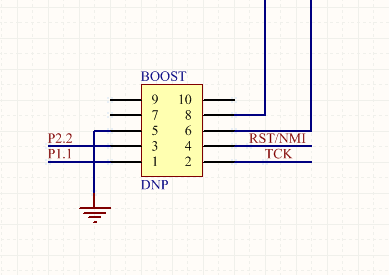 BOOST
9 10
7 8
5 6
P2.2 3 4 RST/NMI
P1.1 1 2 TCK
DNP